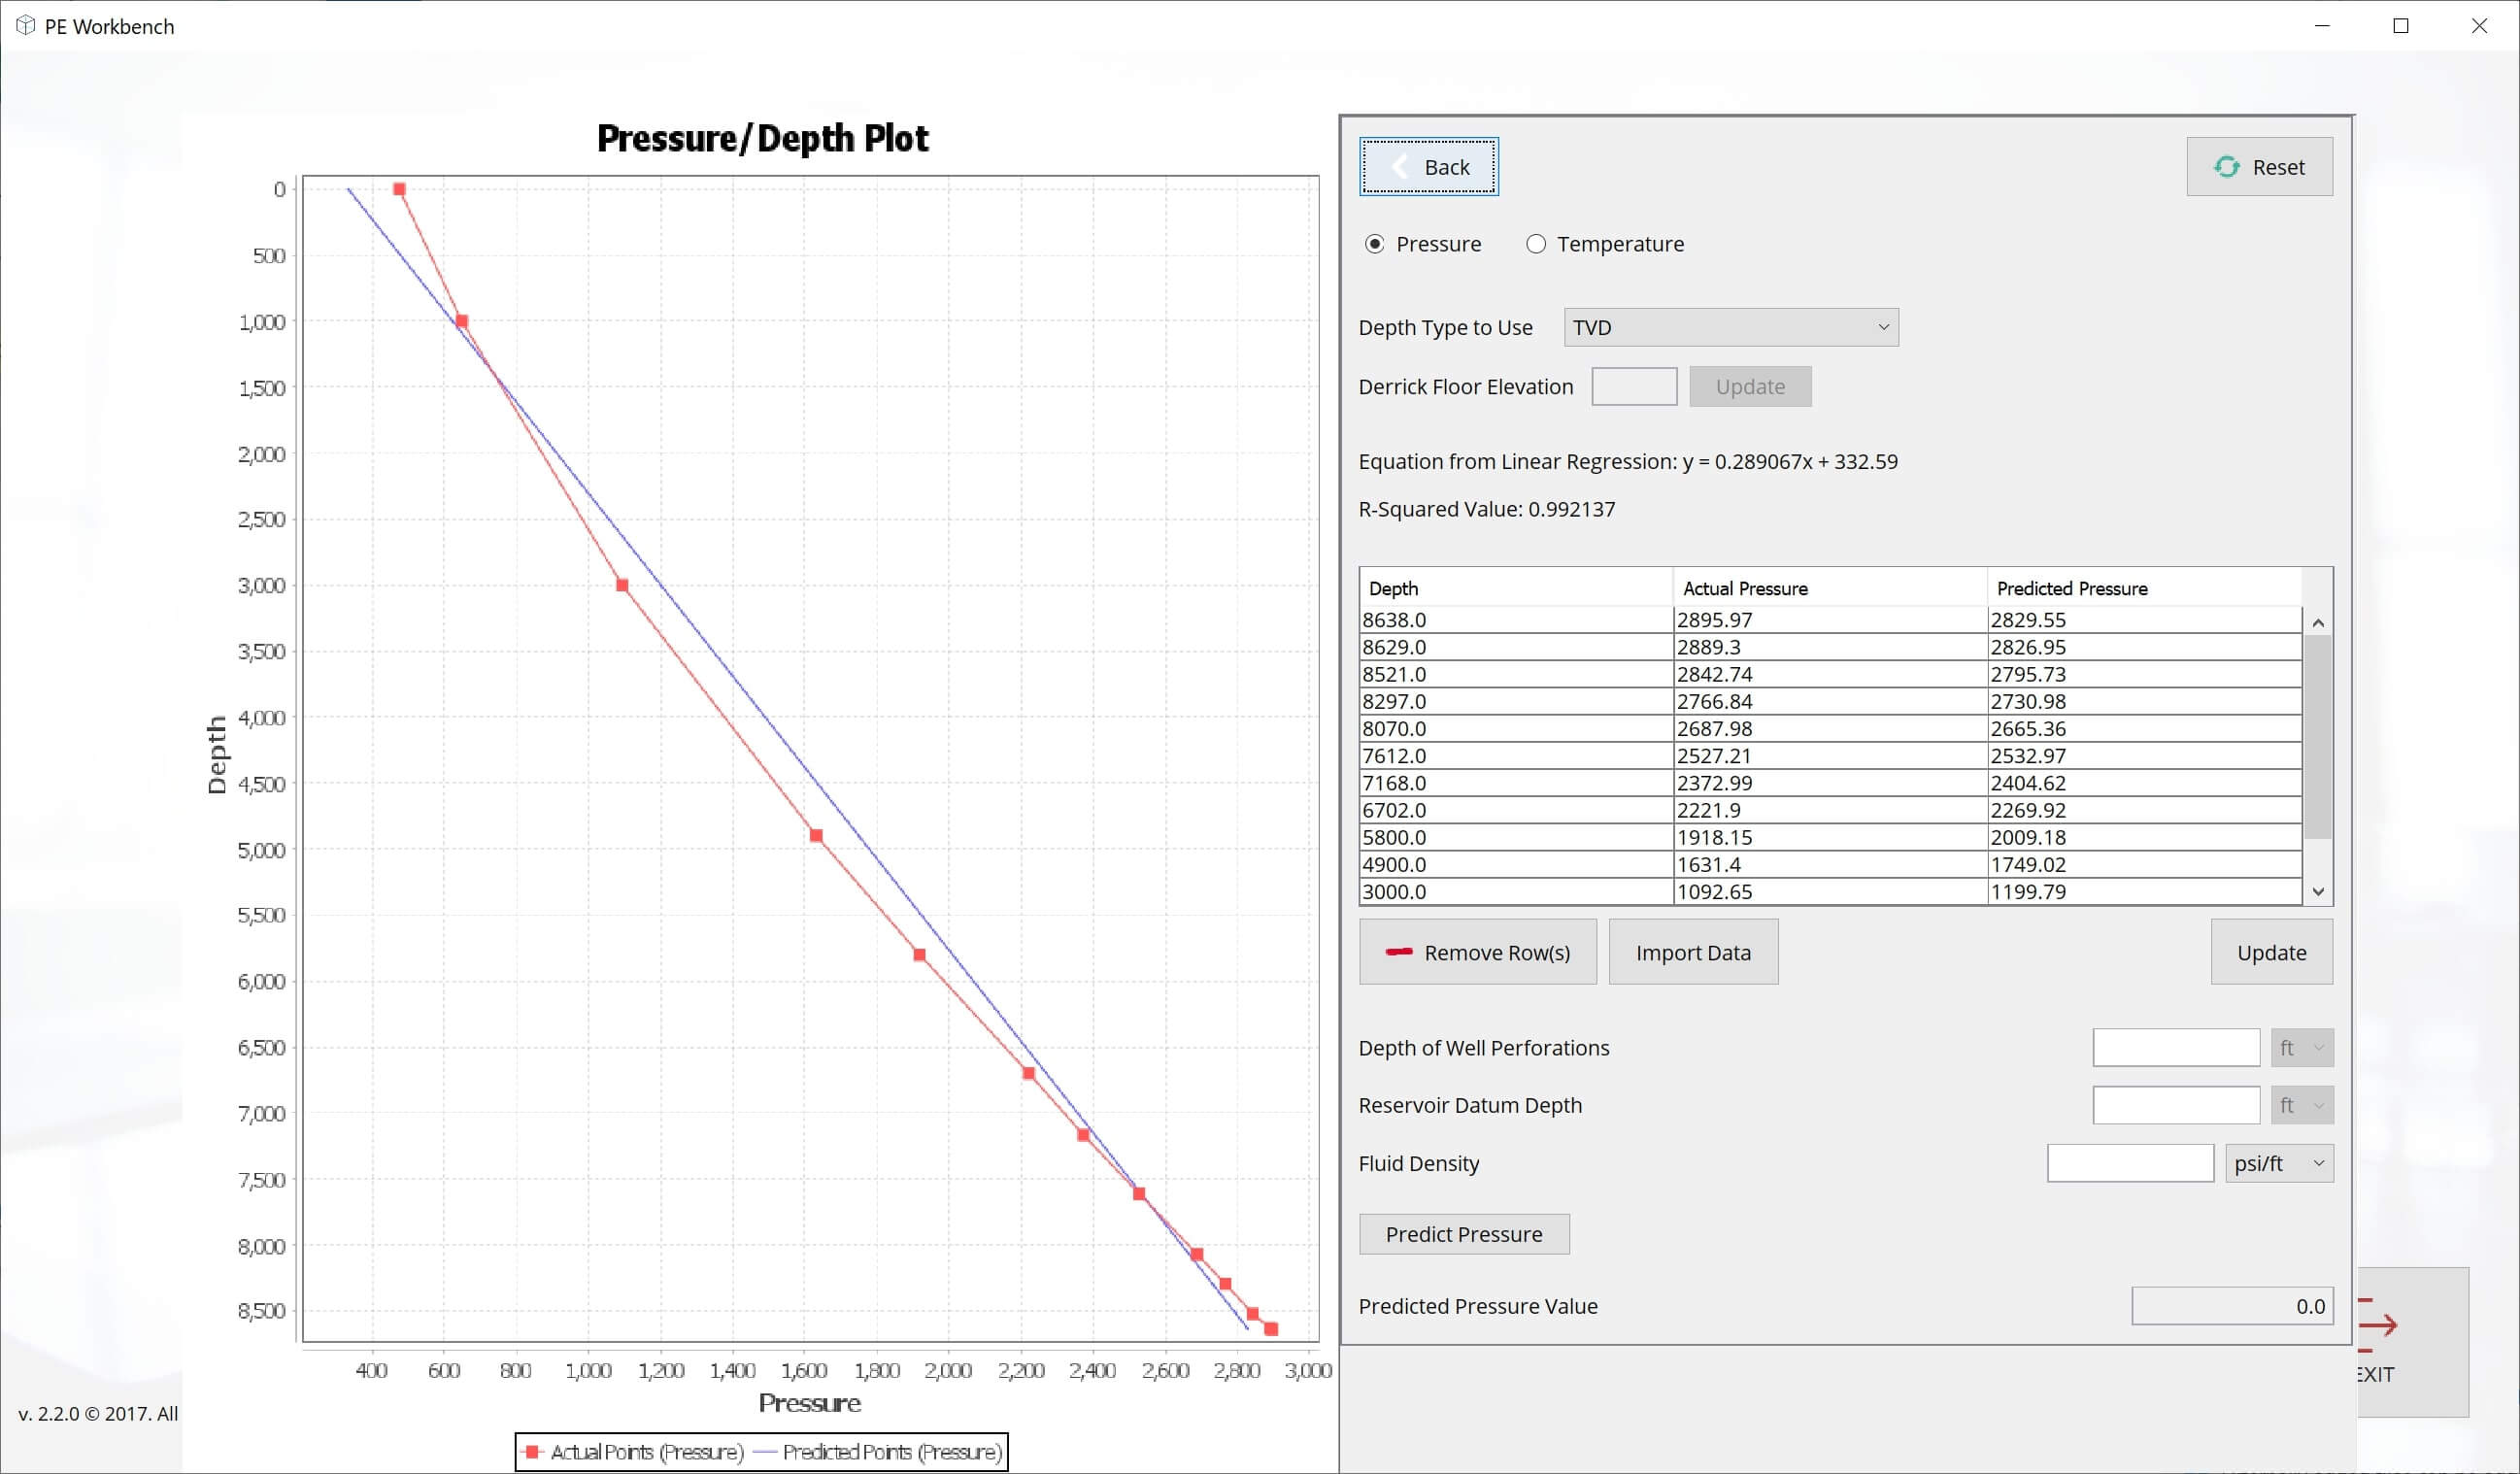 PE Workbench
Pressure/Depth Plot
0
500
1,000
1,500
2,000
2,500
3,000
3,500
4,000
4,500
5,000
5,500
6,000
6,500
7,000
7,500
8,000
8,500
Depth
400 600 800 1,000 1,200 1,400 1,600 1,800 2,000 2,200 2,400 2,600 2,800 3,000
Pressure
Actual Points (Pressure) Predicted Points (Pressure)
Back Reset
Pressure Temperature
Depth Type to Use TVD
Derrick Floor Elevation Update
Equation from Linear Regression: y = 0.289067x + 332.59
R-Squared Value: 0.992137
Depth Actual Pressure Predicted Pressure
8638.0 2895.97 2829.55
8629.0 2889.3 2826.95
8521.0 2842.74 2795.73
8297.0 2766.84 2730.98
8070.0 2687.98 2665.36
7612.0 2527.21 2532.97
7168.0 2372.99 2404.62
6702.0 2221.9 2269.92
5800.0 1918.15 2009.18
4900.0 1631.4 1749.02
3000.0 1092.65 1199.79
Remove Row(s) Import Data Update
Depth of Well Perforations ft
Reservoir Datum Depth ft
Fluid Density psi/ft
Predict Pressure
Predicted Pressure Value 0.0
EXIT
v. 2.2.0 © 2017. All